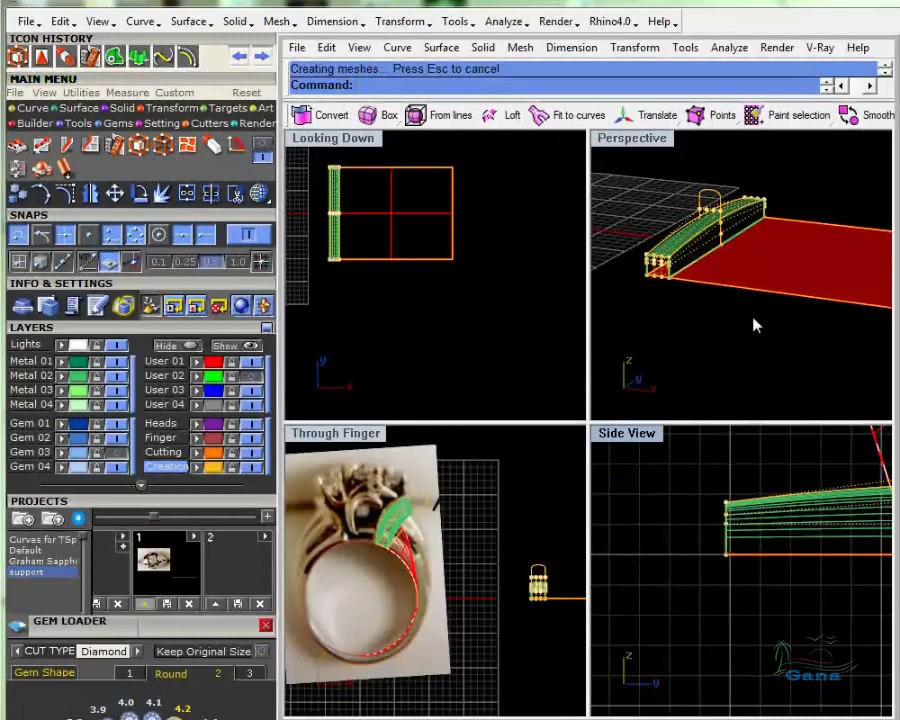 File Edit View Curve Surface Solid Mesh Dimension Transform Tools Analyze Render Rhino4.0 Help
ICON HISTORY
MAIN MENU
File View Utilities Measure Custom Reset
Curve Surface Solid Transform Targets Art
Builder Tools Gems Setting Cutters Render
SNAPS
0.1 0.25 0.5 1.0
INFO & SETTINGS
LAYERS
Lights Hide Show
Metal 01 User 01
Metal 02 User 02
Metal 03 User 03
Metal 04 User 04
Gem 01 Heads
Gem 02 Finger
Gem 03 Cutting
Gem 04 Creation
PROJECTS
Curves for TSp
Default
Graham Sapphi
support
1 2
GEM LOADER
CUT TYPE Diamond Keep Original Size
Gem Shape 1 Round 2 3
3.9 4.0 4.1 4.2
File Edit View Curve Surface Solid Mesh Dimension Transform Tools Analyze Render V-Ray Help
Creating meshes... Press Esc to cancel
Command:
Convert Box From lines Loft Fit to curves Translate Points Paint selection Smooth
Looking Down
y
x
Perspective
z
y
x
Through Finger
Side View
z
y
Gana